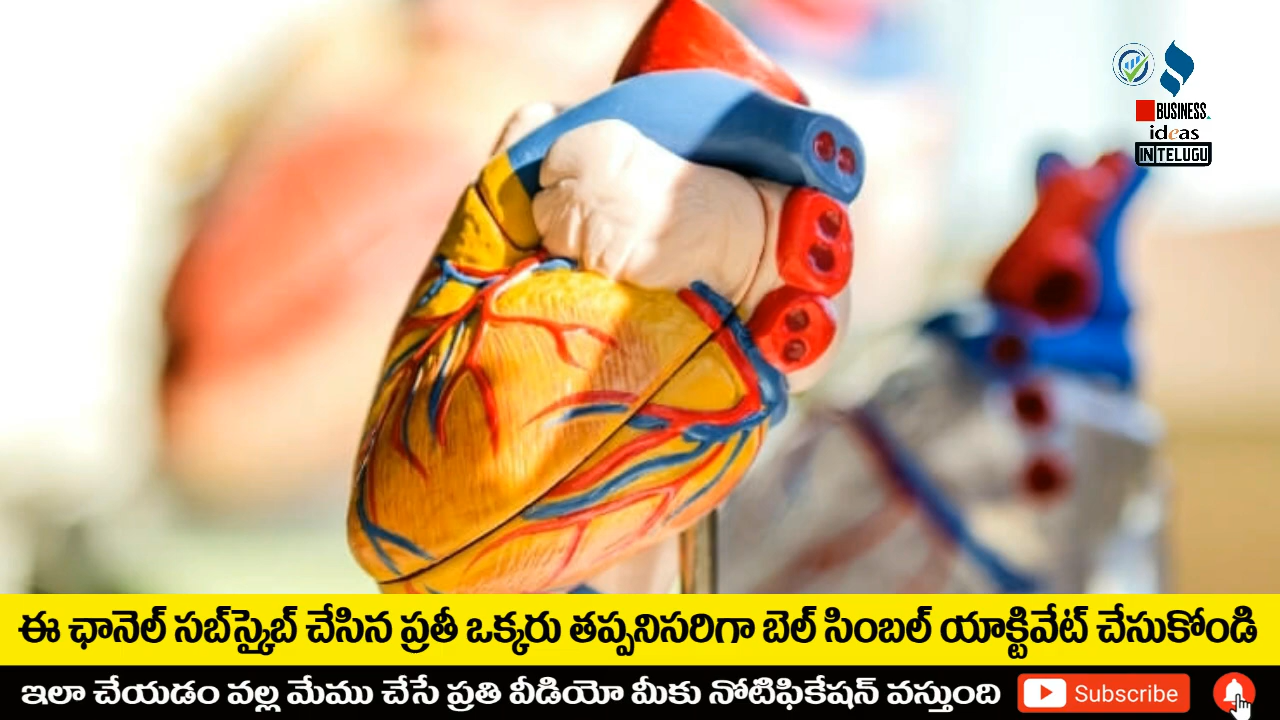 BUSINESS
ideas
IN TELUGU
ఈ ఛానెల్ సబ్‌స్కైబ్ చేసిన ప్రతీ ఒక్కరు తప్పనిసరిగా బెల్ సింబల్ యాక్టివేట్ చేసుకోండి
ఇలా చేయడం వల్ల మేము చేసే ప్రతి వీడియో మీకు నోటిఫికేషన్ వస్తుంది Subscribe